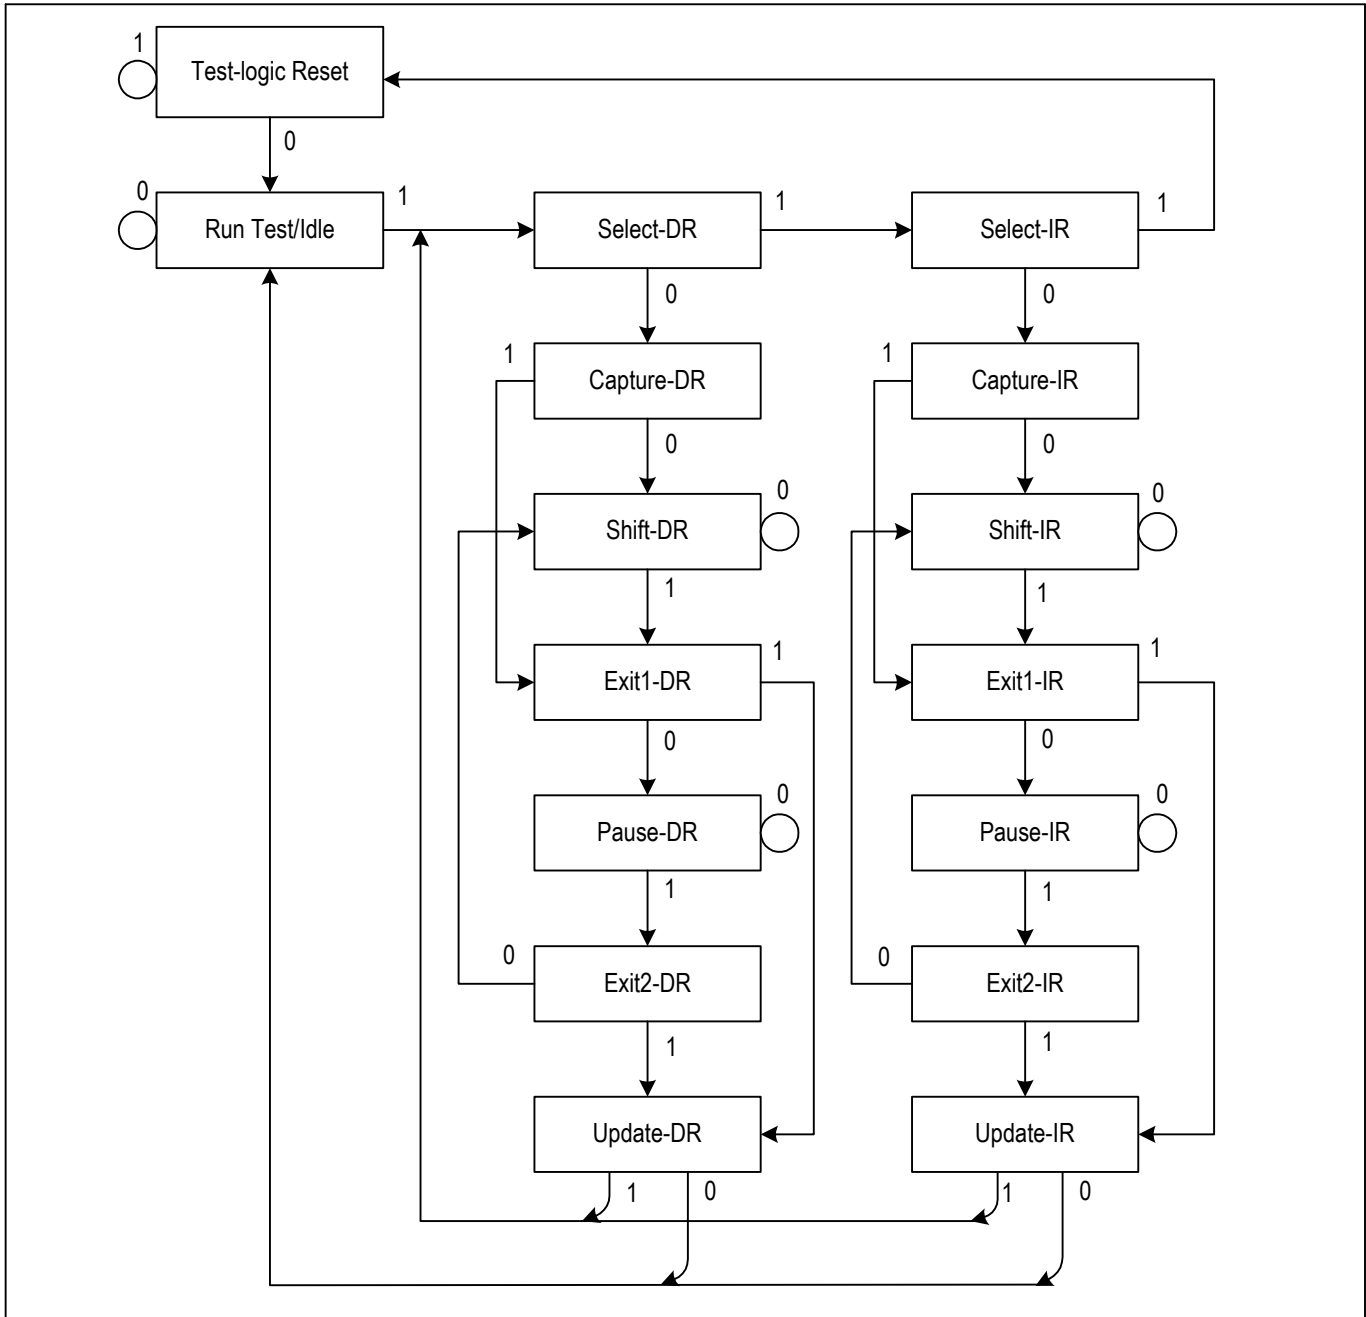 1
Test-logic Reset
0
0
Run Test/Idle
1
Select-DR
1
Select-IR
1
0
0
1
Capture-DR
1
Capture-IR
0
0
Shift-DR
0
Shift-IR
0
1
1
Exit1-DR
1
Exit1-IR
1
0
0
Pause-DR
0
Pause-IR
0
1
1
0
Exit2-DR
0
Exit2-IR
1
1
Update-DR
Update-IR
1
0
1
0